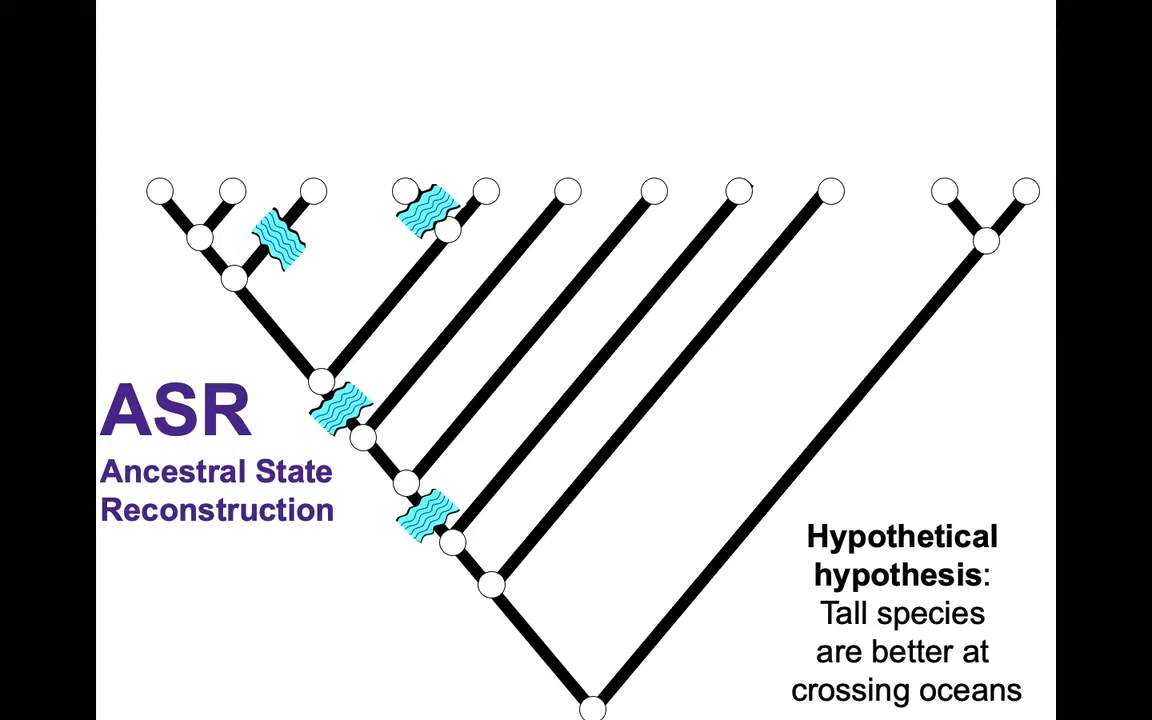 ASR
Ancestral State
Reconstruction
Hypothetical
hypothesis:
Tall species
are better at
crossing oceans